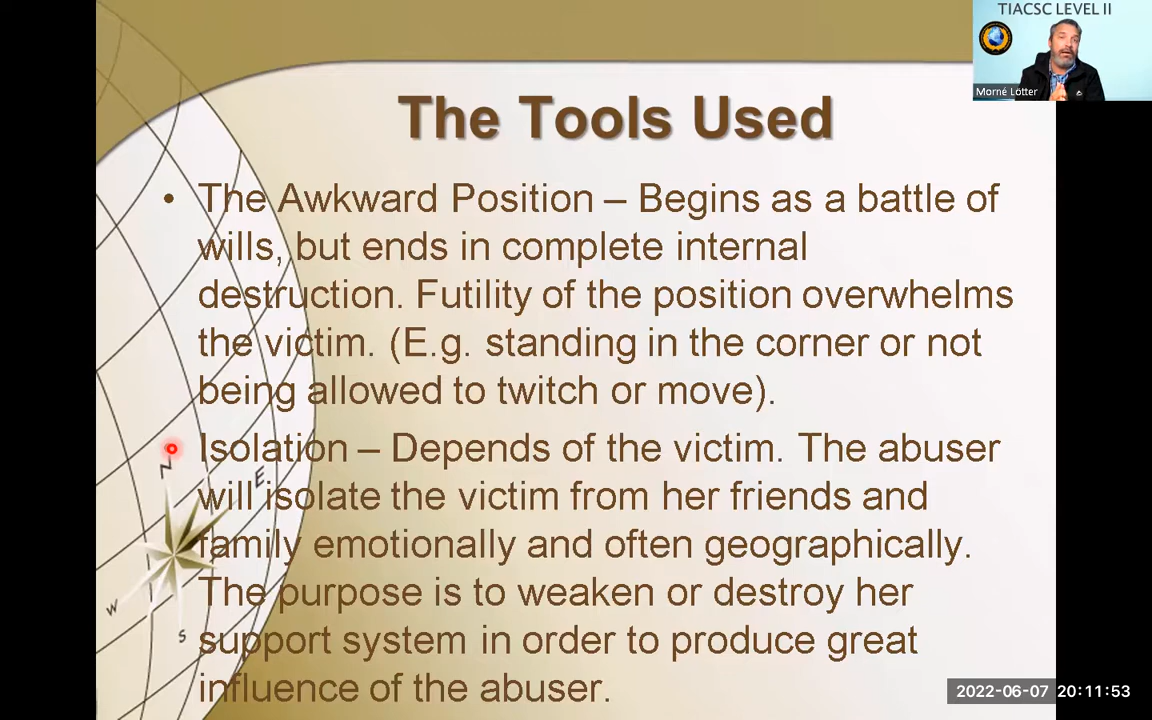 TIACSC LEVEL II
Morné Lötter
The Tools Used
• The Awkward Position – Begins as a battle of
wills, but ends in complete internal
destruction. Futility of the position overwhelms
the victim. (E.g. standing in the corner or not
being allowed to twitch or move).
Isolation – Depends of the victim. The abuser
will isolate the victim from her friends and
family emotionally and often geographically.
The purpose is to weaken or destroy her
support system in order to produce great
influence of the abuser.
N
E
W
S
2022-06-07 20:11:53